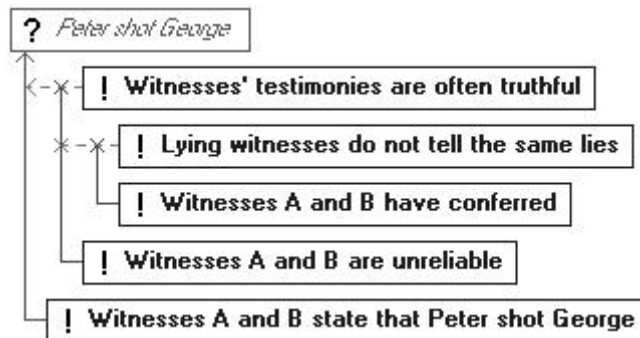 ? Peter shot George
! Witnesses' testimonies are often truthful
! Lying witnesses do not tell the same lies
! Witnesses A and B have conferred
! Witnesses A and B are unreliable
! Witnesses A and B state that Peter shot George